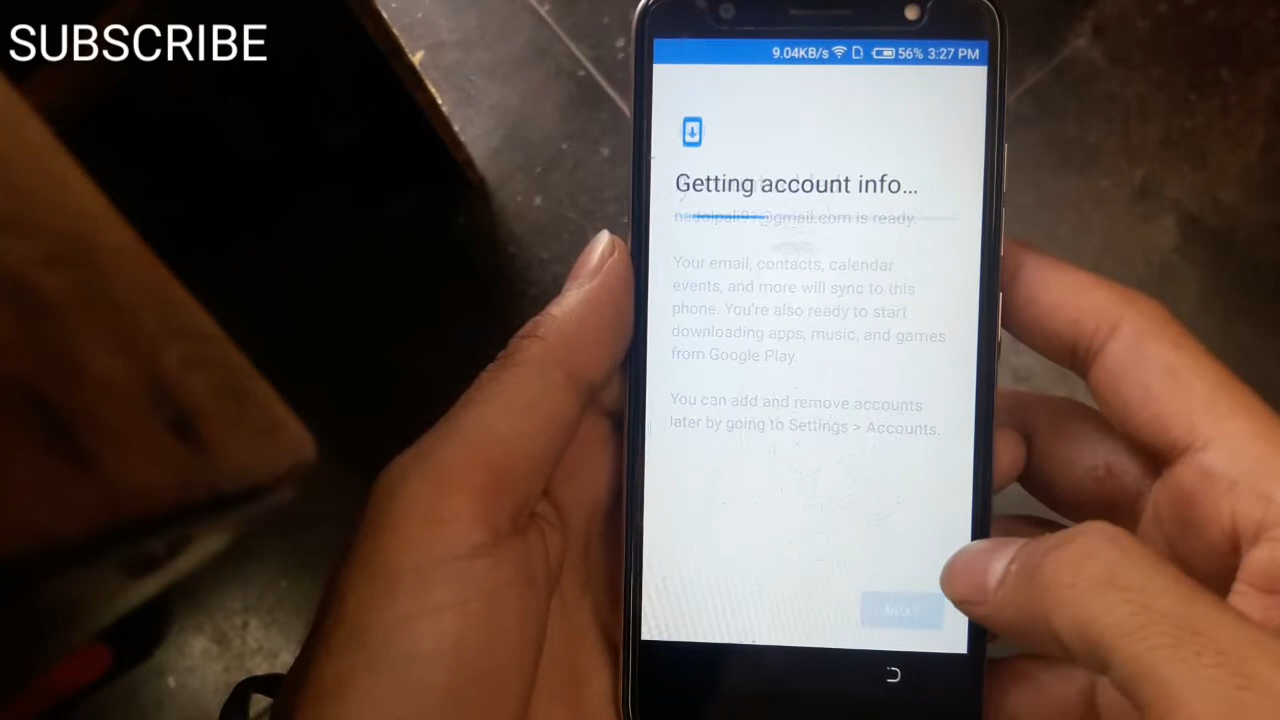 SUBSCRIBE
9.04KB/s 56% 3:27 PM
Getting account info...
is ready.
Your email, contacts, calendar
events, and more will sync to this
phone. You're also ready to start
downloading apps, music, and games
from Google Play.
You can add and remove accounts
later by going to Settings > Accounts.
NEXT